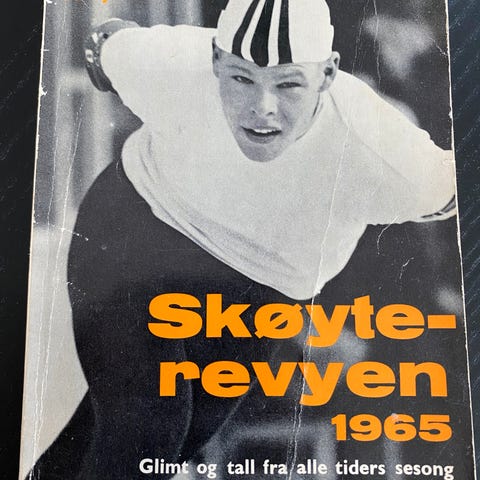 Skøyte-
revyen
1965
Glimt og tall fra alle tiders sesong